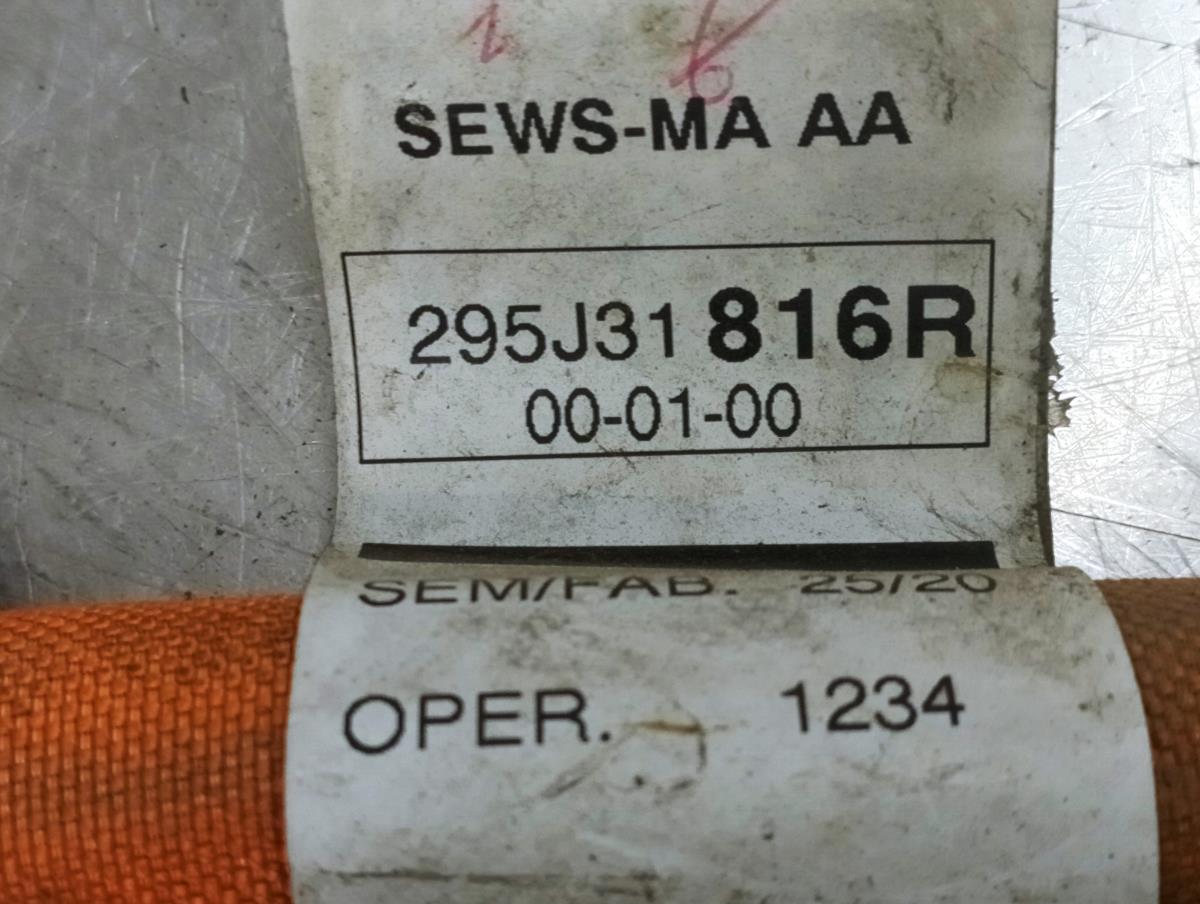 SEWS-MA AA
295J31 816R
00-01-00
SEM/FAB. 25/20
OPER. 1234